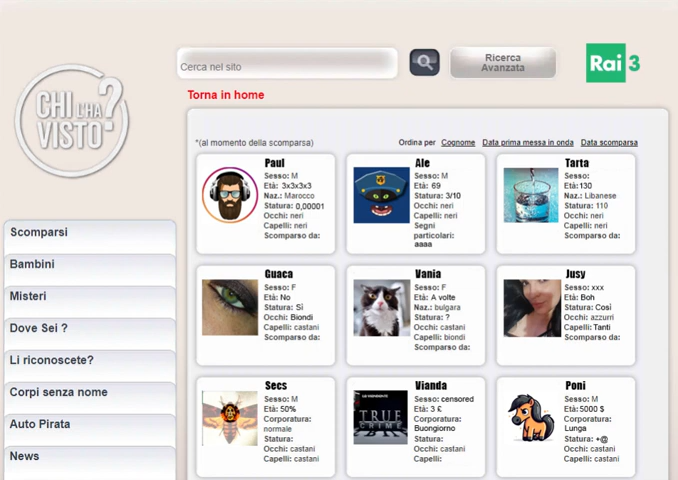 Cerca nel sito
Ricerca
Avanzata
Rai 3
Torna in home
CHI L'HA
VISTO?
*(al momento della scomparsa)
Ordina per Cognome Data prima messa in onda Data scomparsa
Paul
Sesso: M
Età: 3x3x3x3
Naz.: Marocco
Statura: 0,00001
Occhi: neri
Capelli: neri
Scomparso da:
Ale
Sesso: M
Età: 69
Statura: 3/10
Occhi: neri
Capelli: neri
Segni
particolari:
aaaa
Tarta
Sesso:
Età:130
Naz.: Libanese
Statura: 110
Occhi: neri
Capelli: neri
Scomparso da:
Scomparsi
Bambini
Misteri
Dove Sei ?
Li riconoscete?
Corpi senza nome
Auto Pirata
News
Guaca
Sesso: F
Età: No
Statura: Sì
Occhi: Biondi
Capelli: castani
Scomparso da:
Vania
Sesso: F
Età: A volte
Naz.: bulgara
Statura: ?
Occhi: castani
Capelli: biondi
Scomparso da:
Jusy
Sesso: xxx
Età: Boh
Statura: Così
Occhi: azzurri
Capelli: Tanti
Scomparso da:
Secs
Sesso: M
Età: 50%
Corporatura:
normale
Statura:
Occhi: castani
Capelli: castani
Vianda
TRUE
CRIME
Sesso: censored
Età: 3 £
Corporatura:
Buongiorno
Statura:
Occhi: castani
Capelli:
Poni
Sesso: M
Età: 5000 $
Corporatura:
Lunga
Statura: +@
Occhi: castani
Capelli: castani